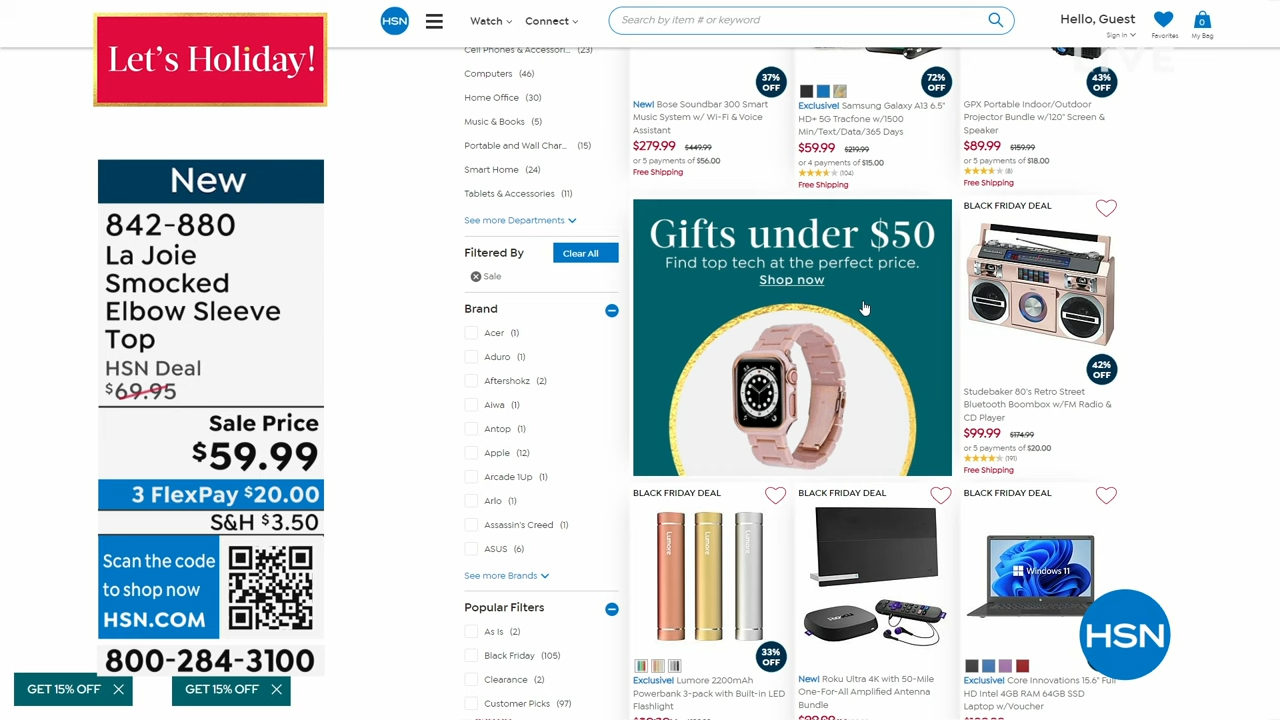 Let's Holiday!
HSN
Watch
Connect
Search by item # or keyword
Hello, Guest
Sign In
Favorites
0
My Bag
LIVE
New
842-880
La Joie
Smocked
Elbow Sleeve
Top
HSN Deal
$69.95
Sale Price
$59.99
3 FlexPay $20.00
S&H $3.50
Scan the code
to shop now
HSN.COM
800-284-3100
GET 15% OFF
GET 15% OFF
Cell Phones & Accessori... (23)
Computers (46)
Home Office (30)
Music & Books (5)
Portable and Wall Char... (15)
Smart Home (24)
Tablets & Accessories (11)
See more Departments
Filtered By
Clear All
Sale
Brand
Acer (1)
Aduro (1)
Aftershokz (2)
Aiwa (1)
Antop (1)
Apple (12)
Arcade 1Up (1)
Arlo (1)
Assassin's Creed (1)
ASUS (6)
See more Brands
Popular Filters
As Is (2)
Black Friday (105)
Clearance (2)
Customer Picks (97)
37%
OFF
New! Bose Soundbar 300 Smart
Music System w/ Wi-Fi & Voice
Assistant
$279.99 $449.99
or 5 payments of $56.00
Free Shipping
72%
OFF
Exclusive! Samsung Galaxy A13 6.5"
HD+ 5G Tracfone w/1500
Min/Text/Data/365 Days
$59.99 $219.99
or 4 payments of $15.00
(104)
Free Shipping
43%
OFF
GPX Portable Indoor/Outdoor
Projector Bundle w/120" Screen &
Speaker
$89.99 $159.99
or 5 payments of $18.00
(8)
Free Shipping
Gifts under $50
Find top tech at the perfect price.
Shop now
BLACK FRIDAY DEAL
42%
OFF
Studebaker 80's Retro Street
Bluetooth Boombox w/FM Radio &
CD Player
$99.99 $174.99
or 5 payments of $20.00
(191)
Free Shipping
BLACK FRIDAY DEAL
Lumore
Lumore
Lumore
33%
OFF
Exclusive! Lumore 2200mAh
Powerbank 3-pack with Built-in LED
Flashlight
BLACK FRIDAY DEAL
New! Roku Ultra 4K with 50-Mile
One-For-All Amplified Antenna
Bundle
BLACK FRIDAY DEAL
Windows 11
HSN
Exclusive! Core Innovations 15.6" Full
HD Intel 4GB RAM 64GB SSD
Laptop w/Voucher